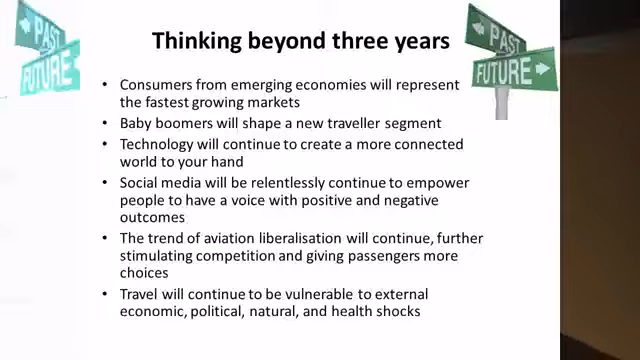 PAST
FUTURE
Thinking beyond three years
PAST
FUTURE
• Consumers from emerging economies will represent
the fastest growing markets
• Baby boomers will shape a new traveller segment
• Technology will continue to create a more connected
world to your hand
• Social media will be relentlessly continue to empower
people to have a voice with positive and negative
outcomes
• The trend of aviation liberalisation will continue, further
stimulating competition and giving passengers more
choices
• Travel will continue to be vulnerable to external
economic, political, natural, and health shocks